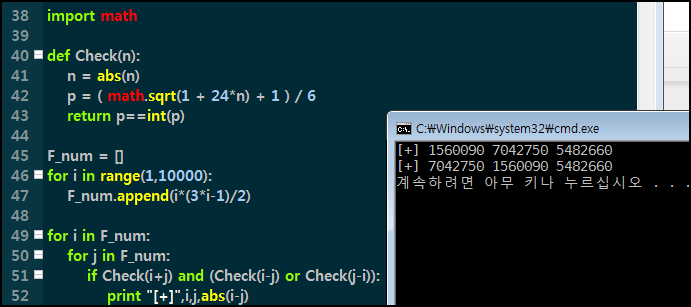 38 import math
39
40 def Check(n):
41 n = abs(n)
42 p = ( math.sqrt(1 + 24*n) + 1 ) / 6
43 return p==int(p)
44
45 F_num = []
46 for i in range(1,10000):
47 F_num.append(i*(3*i-1)/2)
48
49 for i in F_num:
50 for j in F_num:
51 if Check(i+j) and (Check(i-j) or Check(j-i)):
52 print "[+]",i,j,abs(i-j)
C:₩Windows₩system32₩cmd.exe
[+] 1560090 7042750 5482660
[+] 7042750 1560090 5482660
계속하려면 아무 키나 누르십시오 . . .